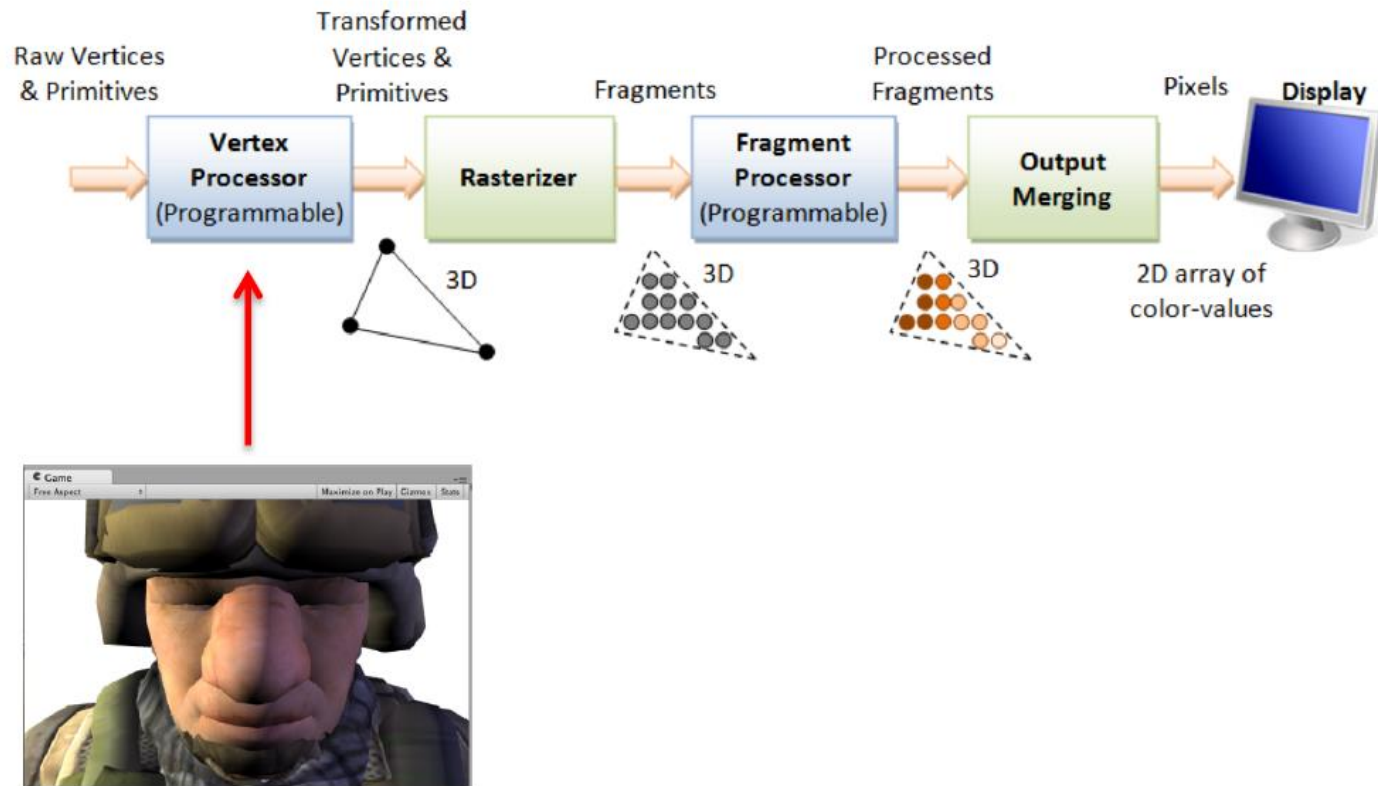 Raw Vertices
& Primitives
Transformed
Vertices &
Primitives
Fragments
Processed
Fragments
Pixels
Display
Vertex
Processor
(Programmable)
Rasterizer
Fragment
Processor
(Programmable)
Output
Merging
3D
3D
3D
2D array of
color-values
Game
Free Aspect
Maximize on Play
Gizmos
Stats